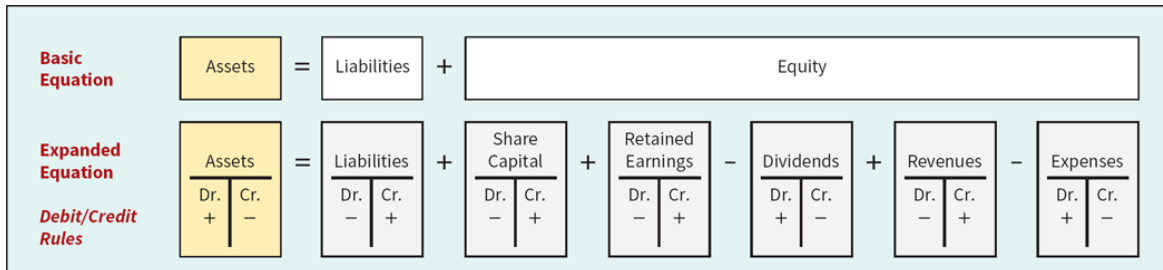 Basic
Equation
Assets = Liabilities + Equity
Expanded
Equation
Debit/Credit
Rules
Assets = Liabilities + Share Capital + Retained Earnings – Dividends + Revenues – Expenses
Dr. Cr. Dr. Cr. Dr. Cr. Dr. Cr. Dr. Cr. Dr. Cr. Dr. Cr.
+ – – + – + – + + – – + + –